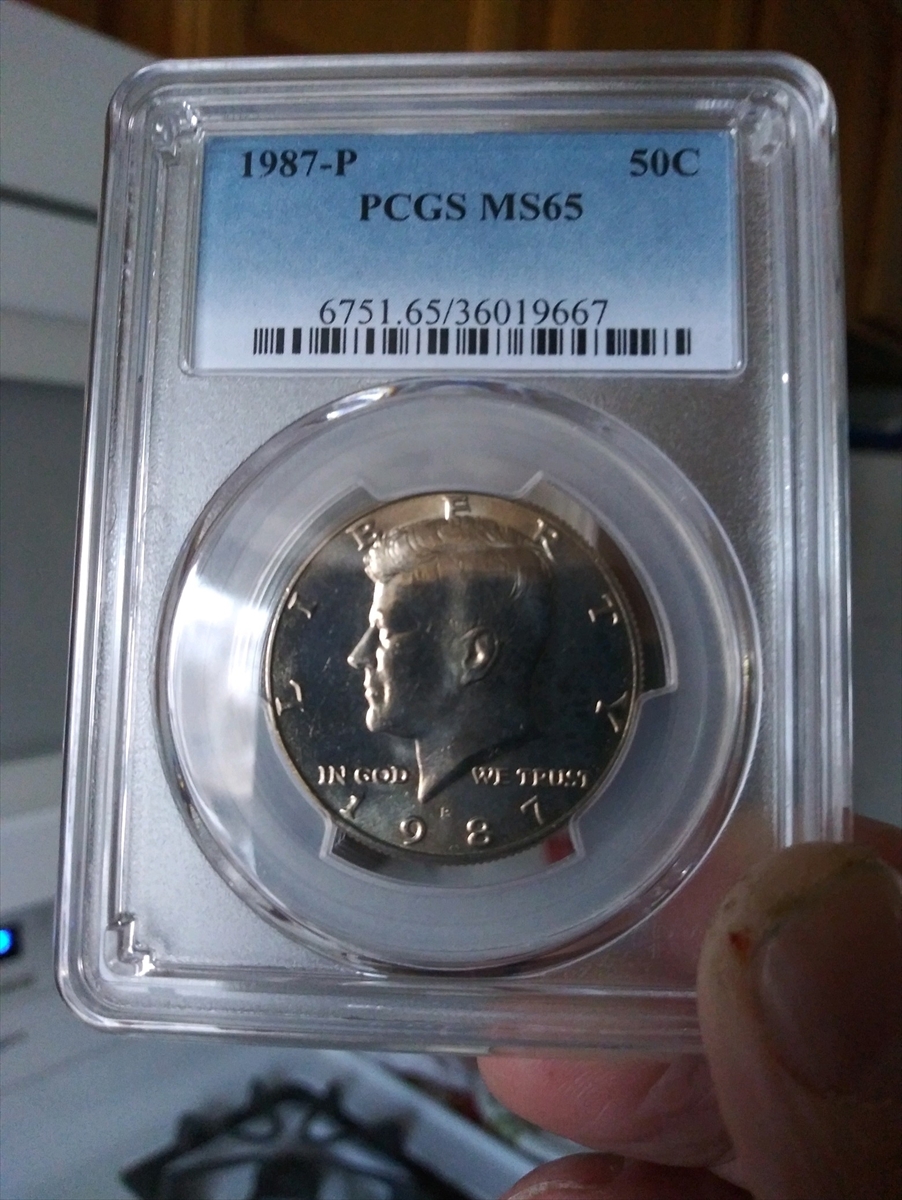 1987-P 50C
PCGS MS65
6751.65/36019667
LIBERTY
IN GOD WE TRUST
P
1987